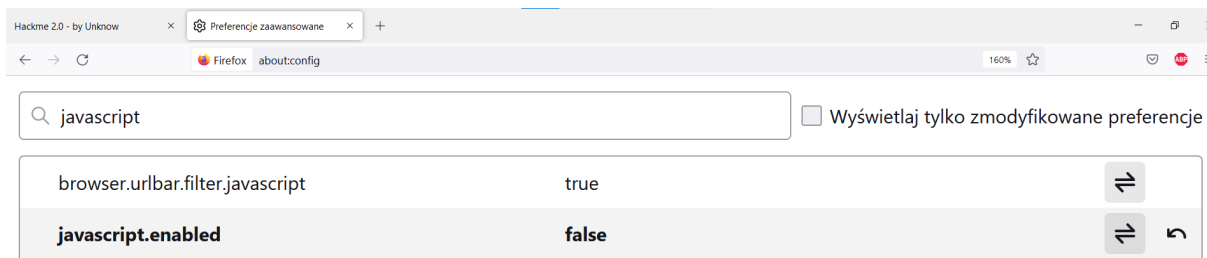 Hackme 2.0 - by Unknow Preferencje zaawansowane
Firefox about:config 160% ABP
javascript Wyświetlaj tylko zmodyfikowane preferencje
browser.urlbar.filter.javascript true
javascript.enabled false